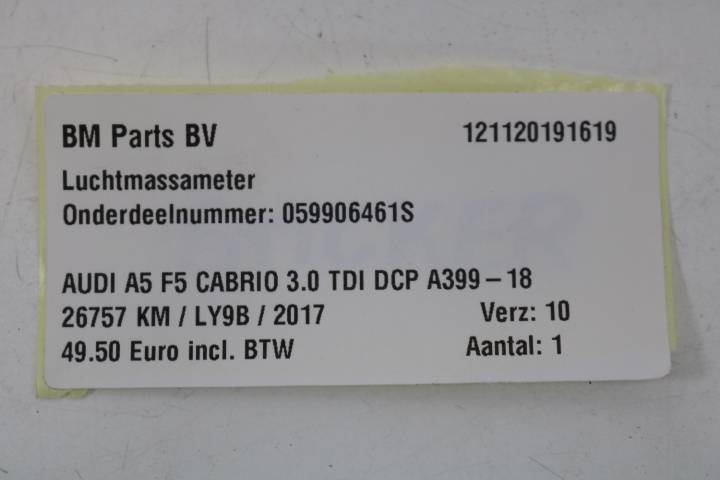 BM Parts BV 121120191619
Luchtmassameter
Onderdeelnummer: 059906461S
AUDI A5 F5 CABRIO 3.0 TDI DCP A399 – 18
26757 KM / LY9B / 2017 Verz: 10
49.50 Euro incl. BTW Aantal: 1